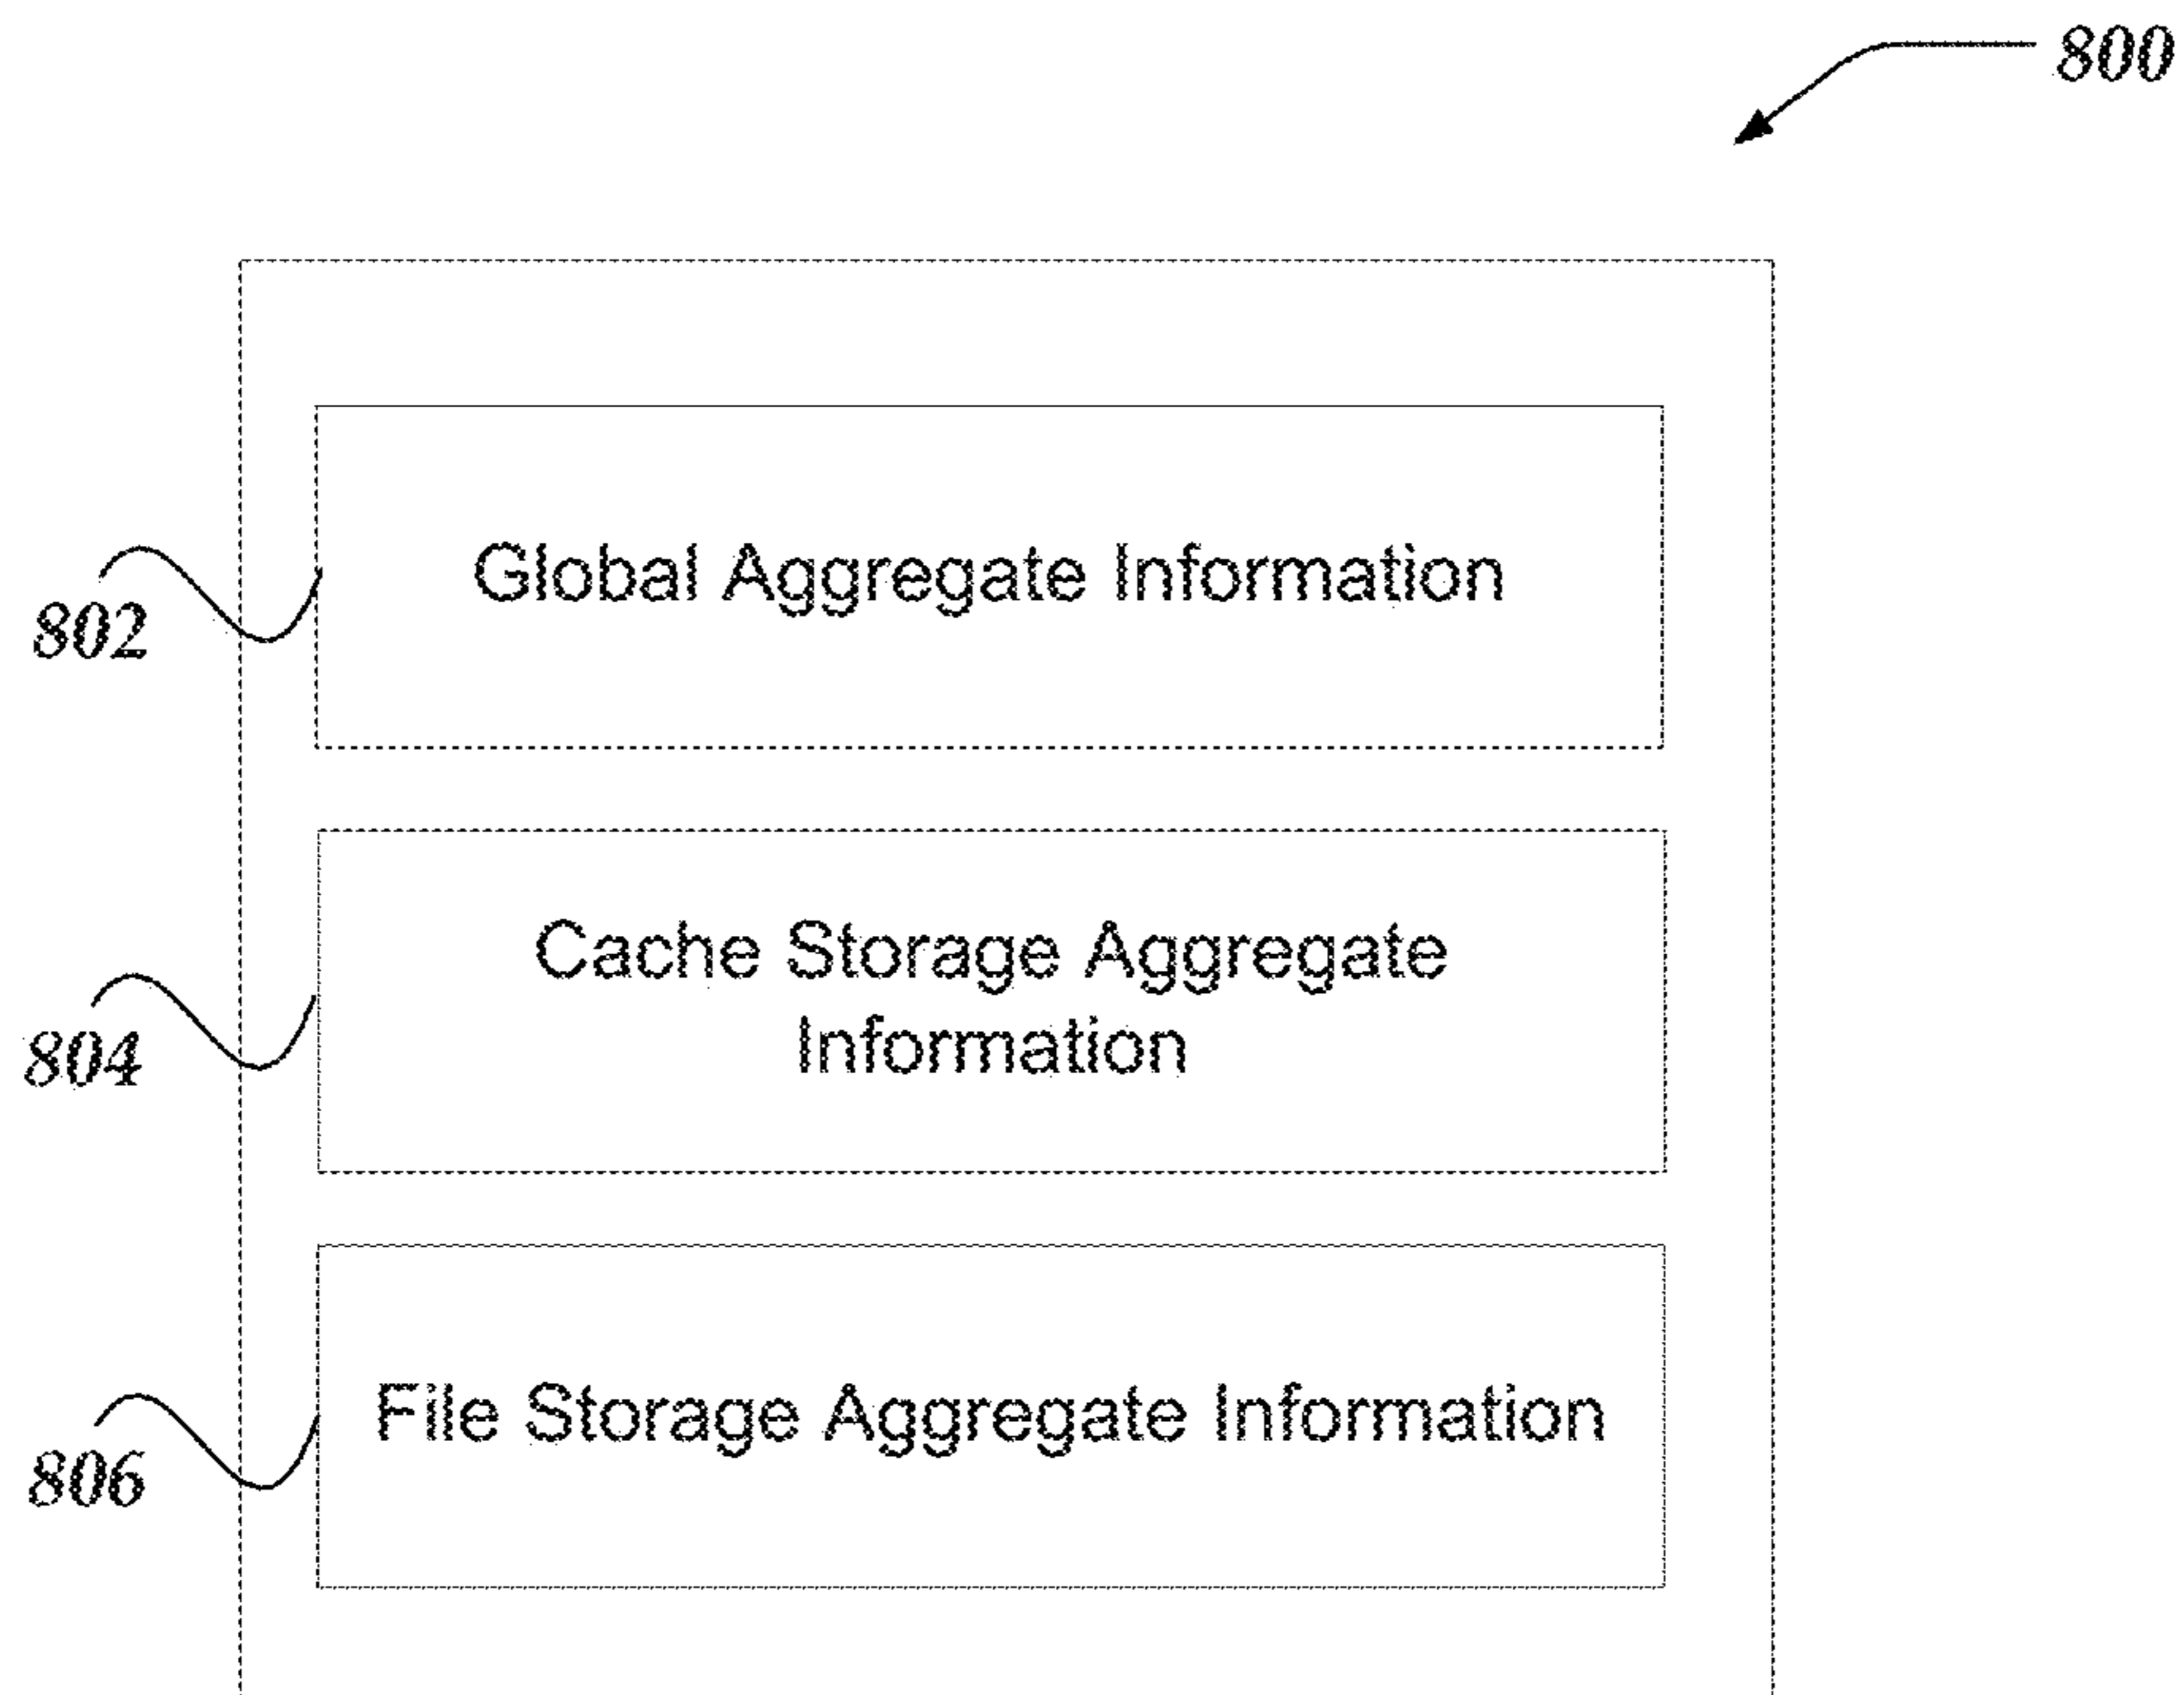 800
Global Aggregate Information
802
Cache Storage Aggregate
Information
804
File Storage Aggregate Information
806